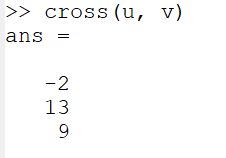 >> cross(u, v)
ans =
-2
13
9